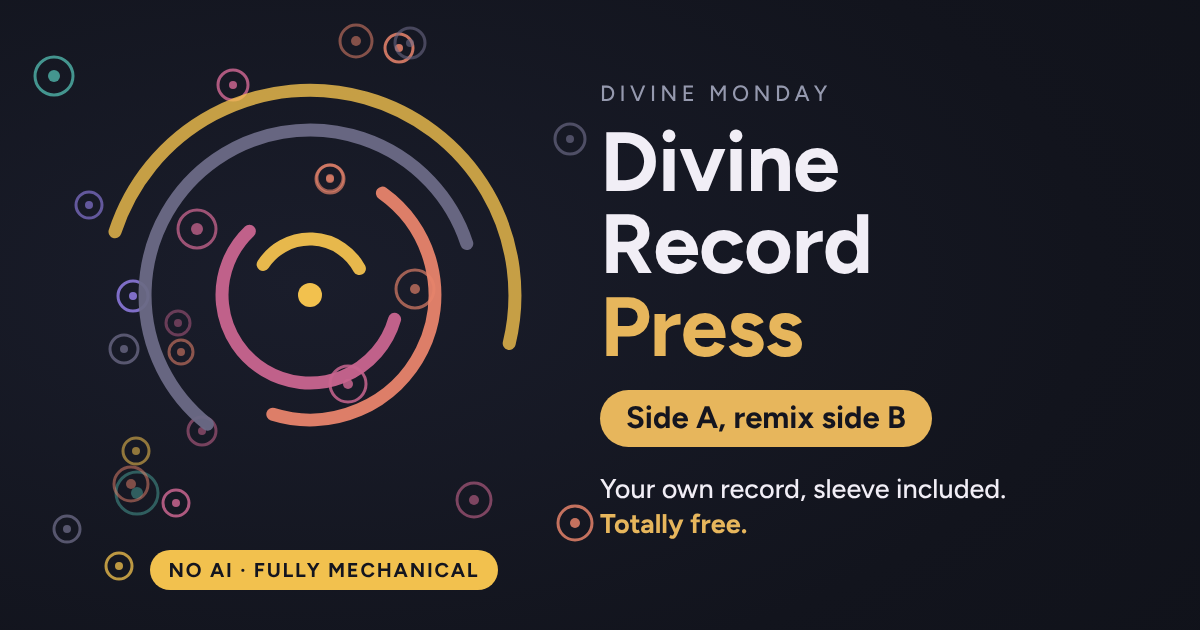 DIVINE MONDAY
Divine
Record
Press
Side A, remix side B
Your own record, sleeve included.
Totally free.
NO AI · FULLY MECHANICAL